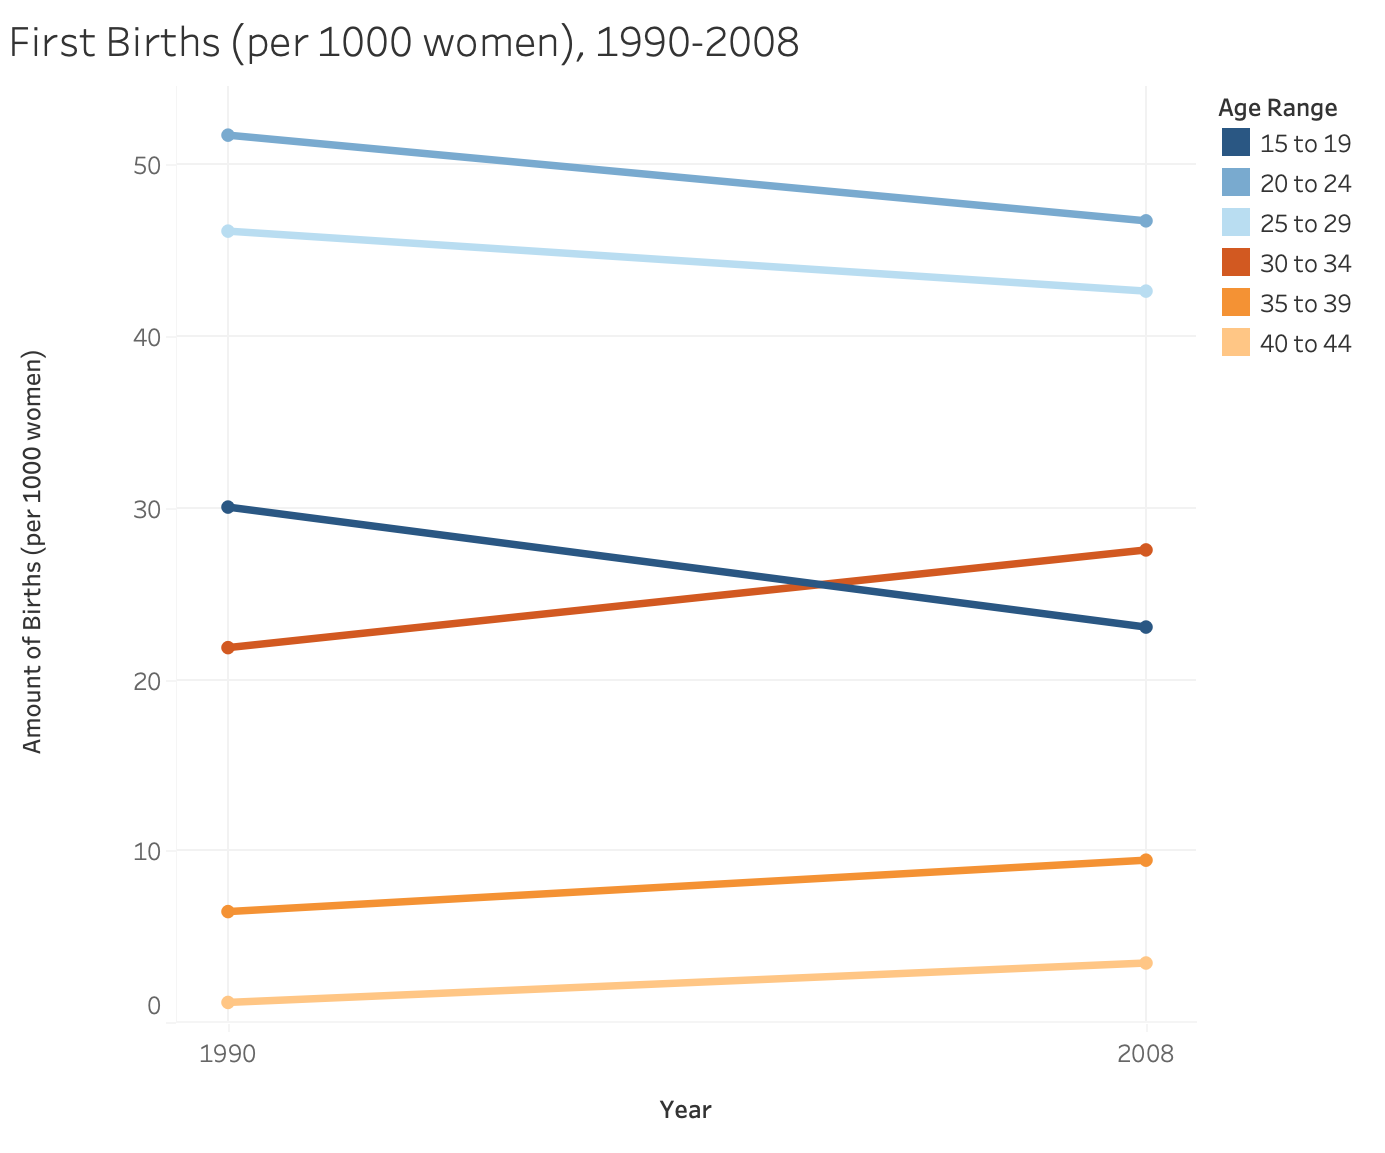 First Births (per 1000 women), 1990-2008
Age Range
15 to 19
20 to 24
25 to 29
30 to 34
35 to 39
40 to 44
Amount of Births (per 1000 women)
50
40
30
20
10
0
1990
2008
Year